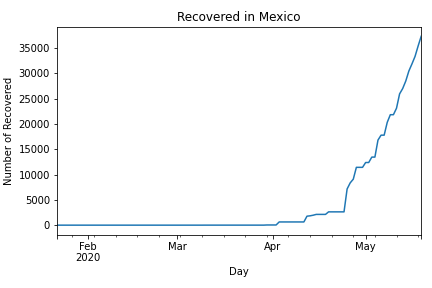 Recovered in Mexico
Number of Recovered
35000
30000
25000
20000
15000
10000
5000
0
Feb
2020
Mar
Apr
May
Day